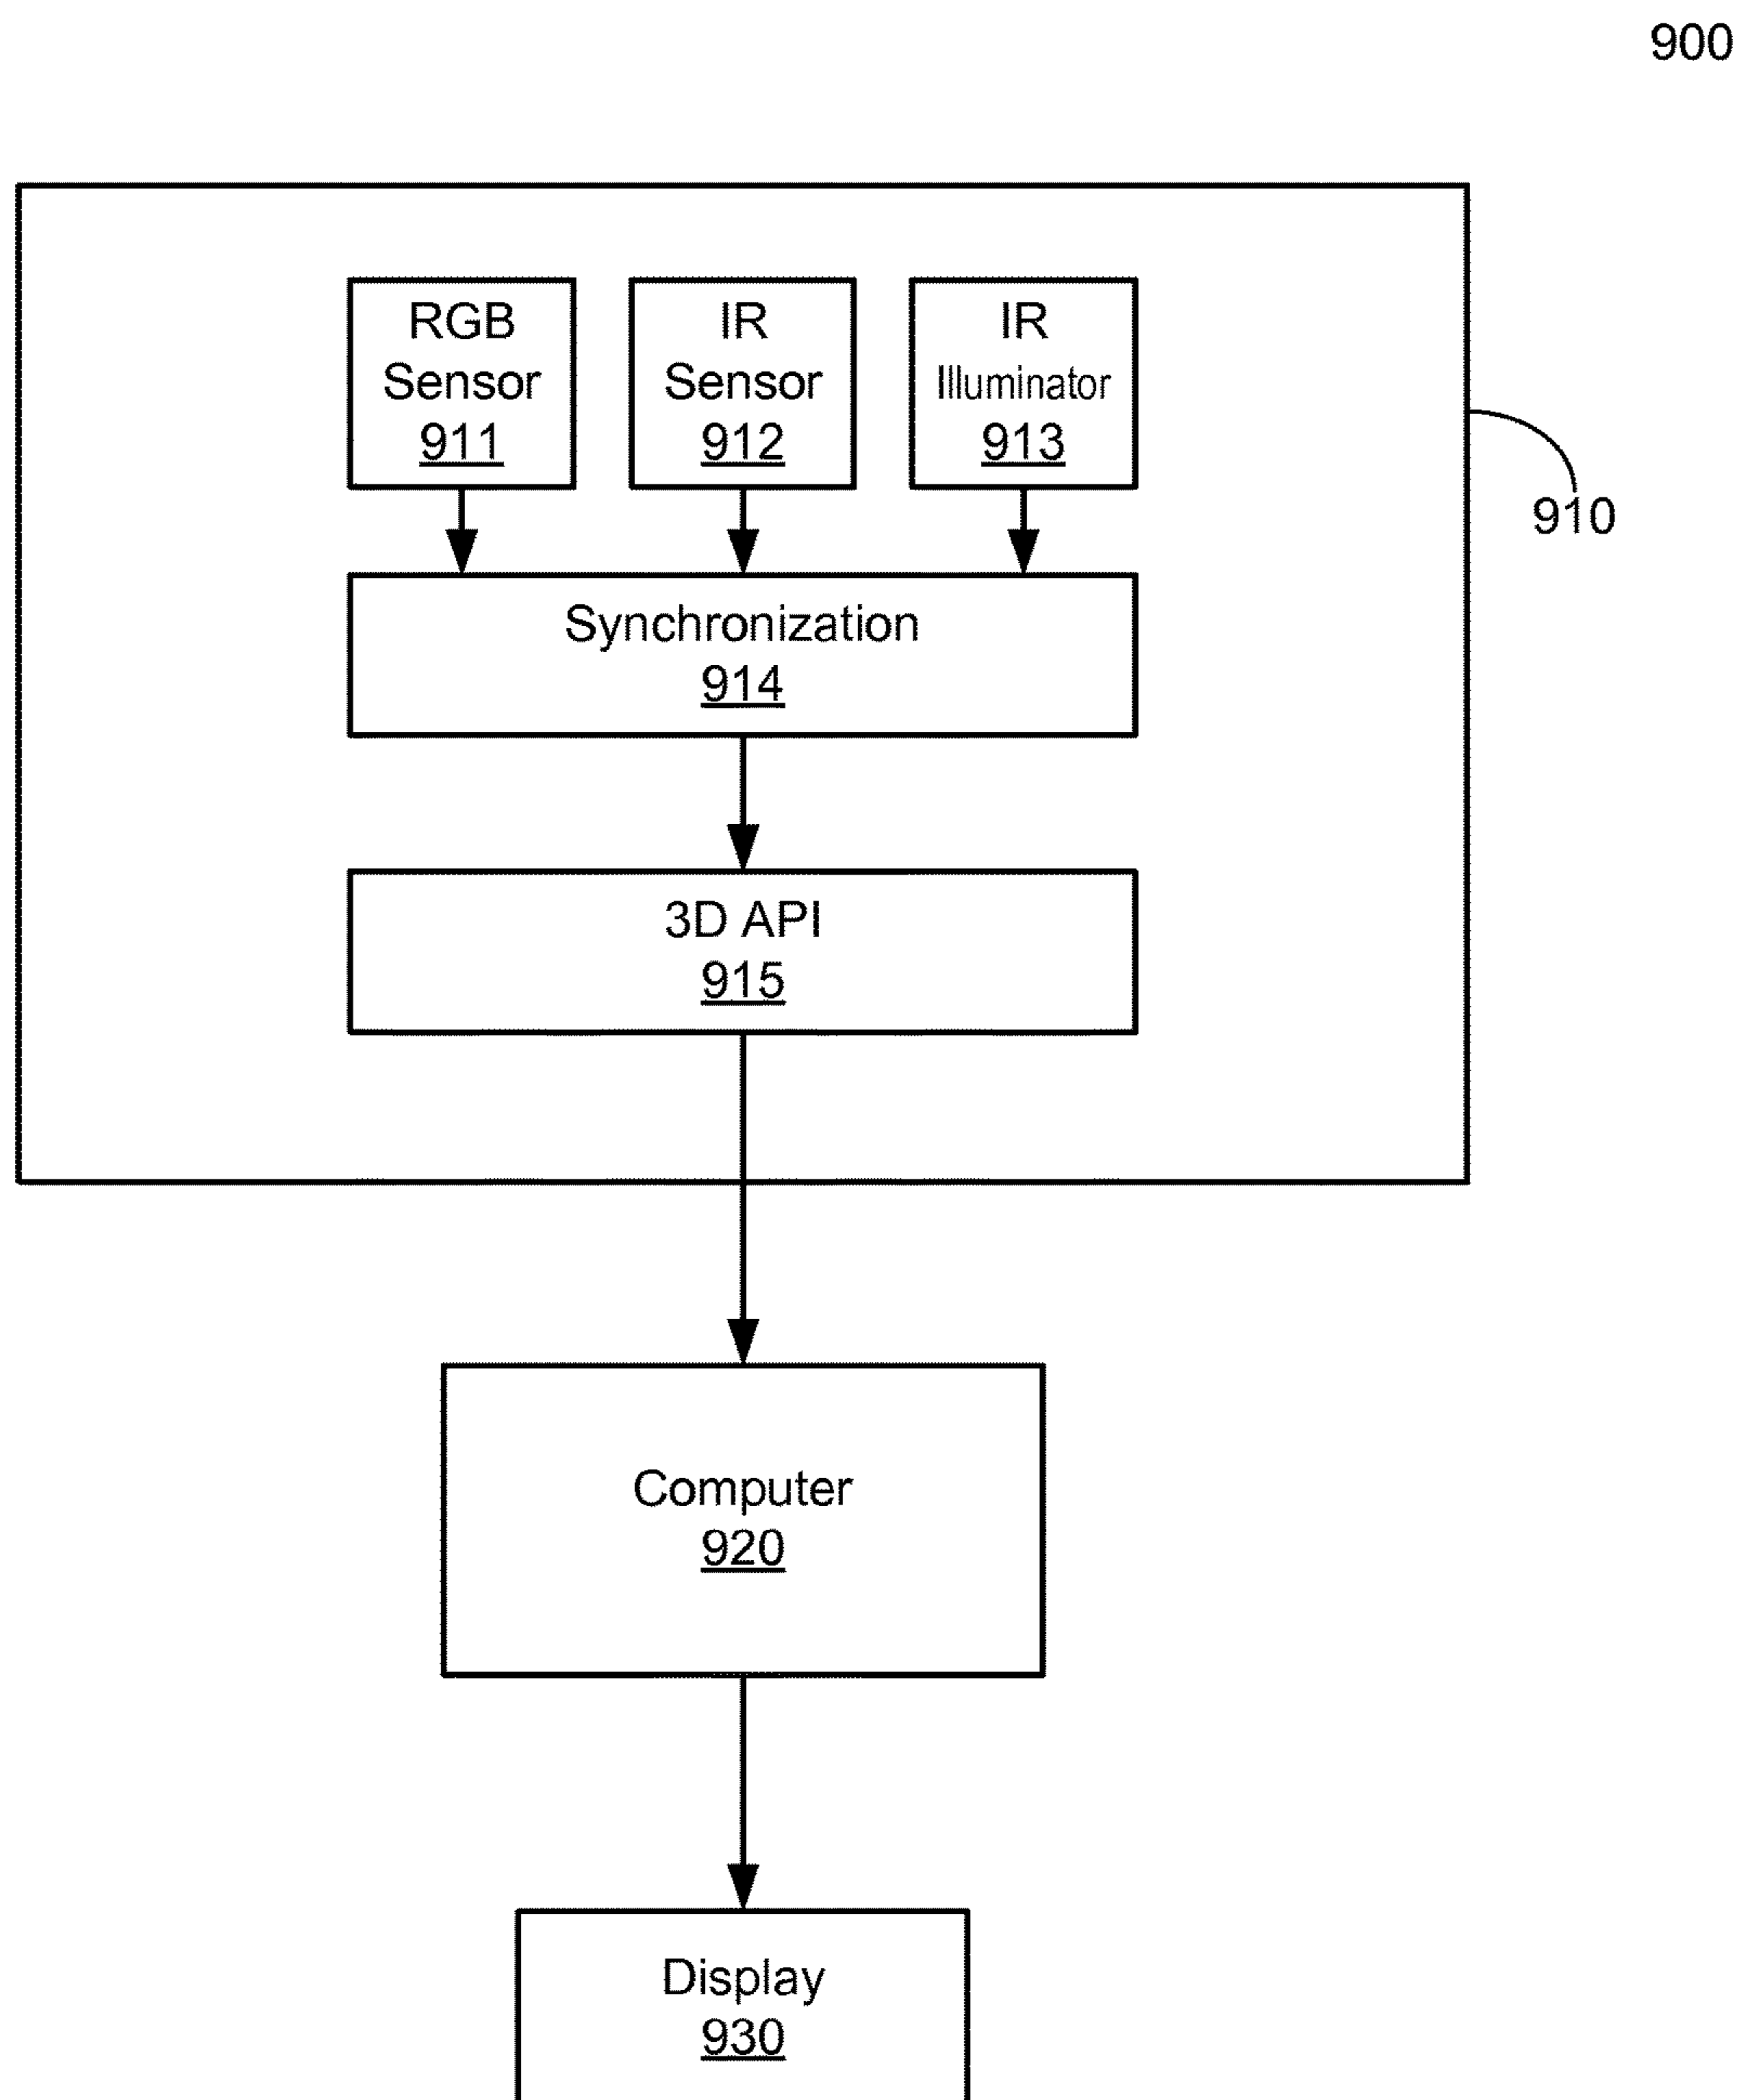 900
RGB
Sensor
911
IR
Sensor
912
IR
Illuminator
913
910
Synchronization
914
3D API
915
Computer
920
Display
930